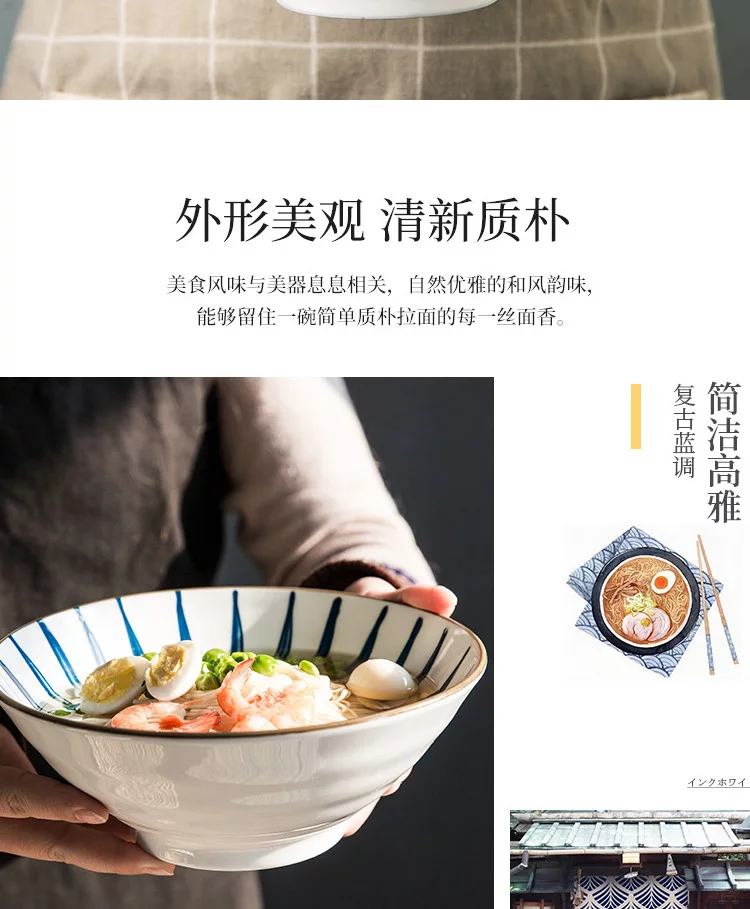 外形美观 清新质朴
美食风味与美器息息相关，自然优雅的和风韵味，
能够留住一碗简单质朴拉面的每一丝面香。
简洁高雅
复古蓝调
インクホワイ